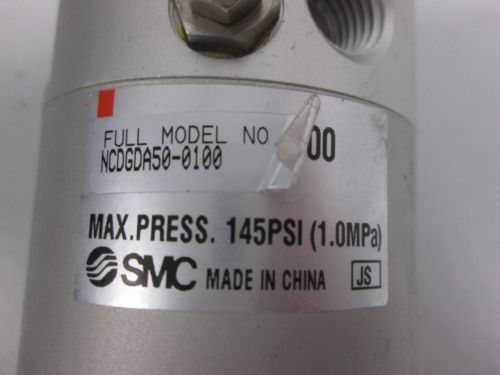 FULL MODEL NO. 00
NCDGDA50-0100
MAX.PRESS. 145PSI (1.0MPa)
SMC MADE IN CHINA JS